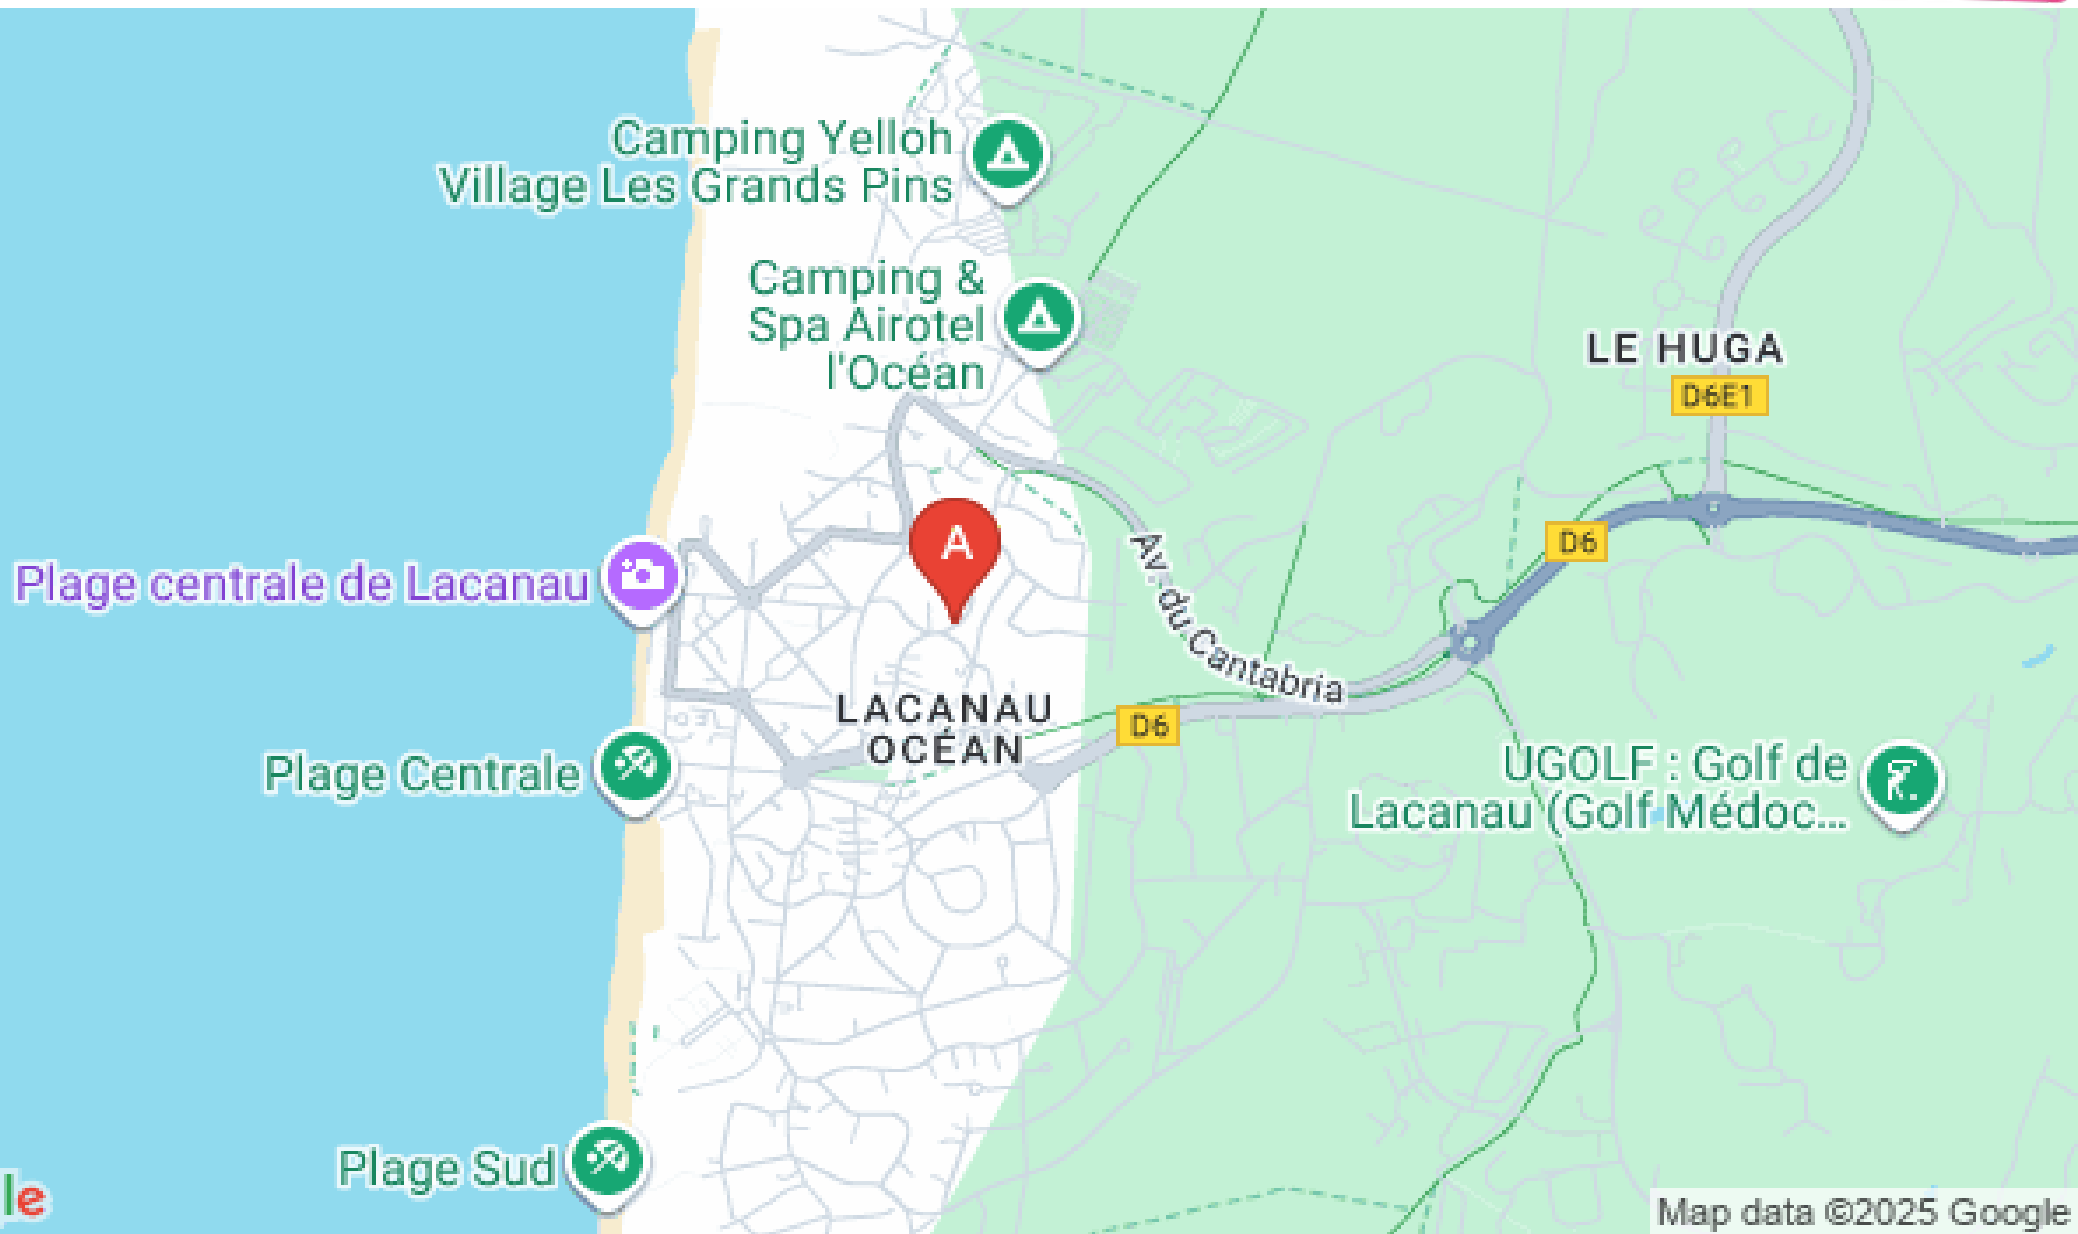 Camping Yelloh
Village Les Grands Pins
Camping &
Spa Airotel
l'Océan
LE HUGA
D6E1
A
D6
Plage centrale de Lacanau
Av. du Cantabria
LACANAU
OCÉAN
D6
Plage Centrale
UGOLF : Golf de
Lacanau (Golf Médoc...
Plage Sud
le
Map data ©2025 Google